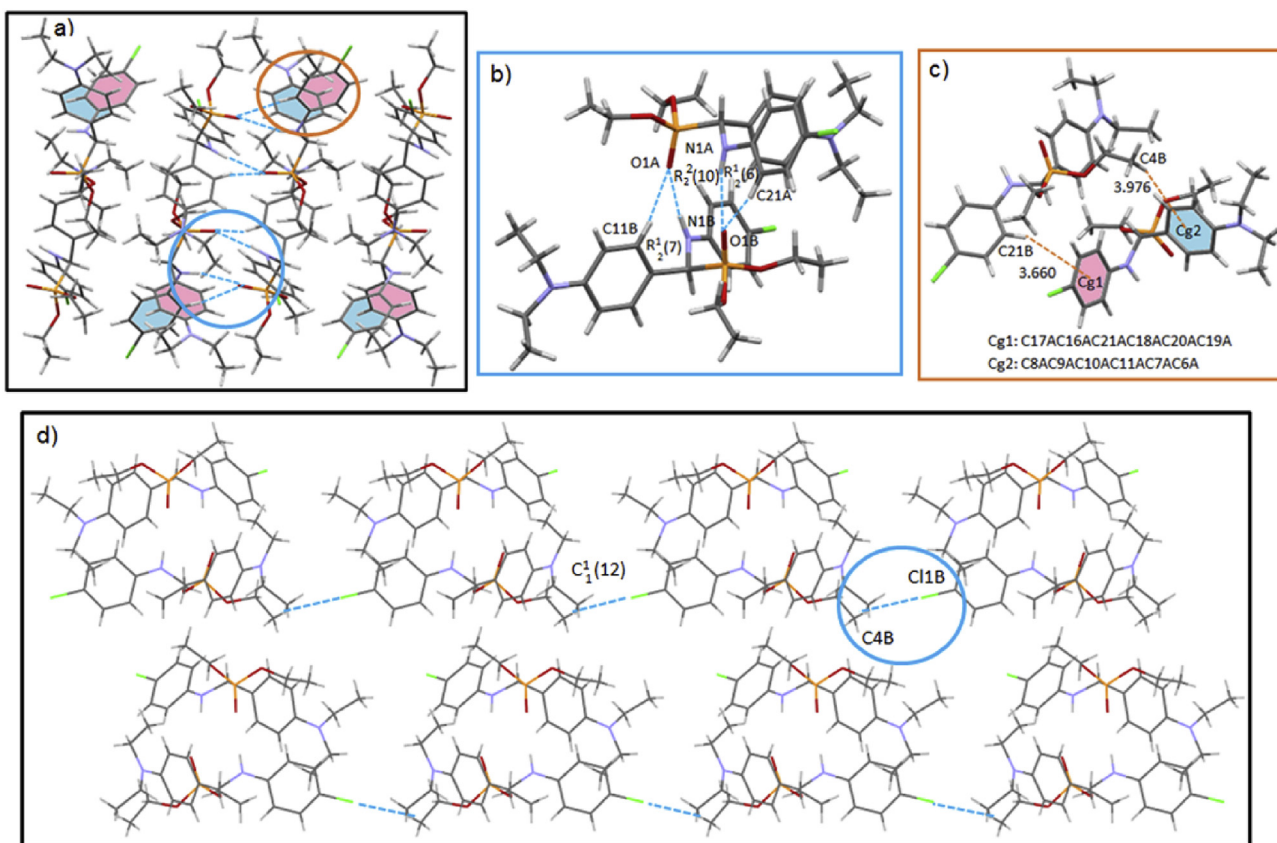 a)
b)
O1A
N1A
R²₂(10)
R¹₂(6)
C21A
C11B
N1B
R¹₂(7)
O1B
c)
C4B
3.976
Cg2
C21B
3.660
Cg1
Cg1: C17AC16AC21AC18AC20AC19A
Cg2: C8AC9AC10AC11AC7AC6A
d)
C¹₁(12)
Cl1B
C4B